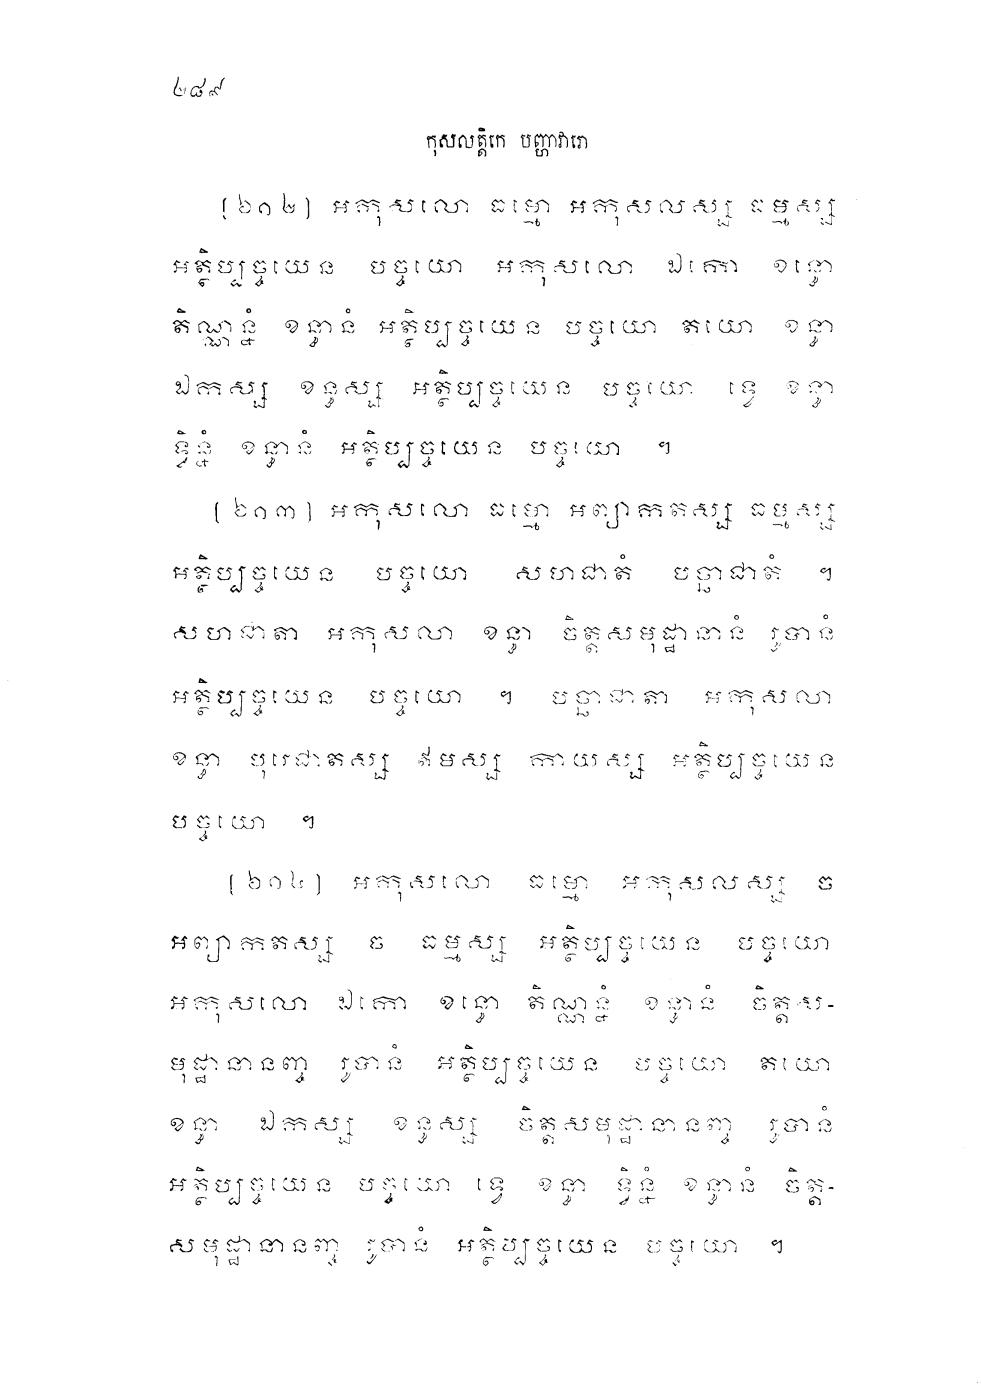 ២៨៩
កុសលត្តិកេ បញ្ហាវារោ
[៦១២] អកុសលោ ធម្មោ អកុសលស្ស ធម្មស្ស
អត្ថិប្បច្ចយេន បច្ចយោ អកុសលោ ឯកោ ខន្ធោ
តិណ្ណន្នំ ខន្ធានំ អត្ថិប្បច្ចយេន បច្ចយោ តយោ ខន្ធា
ឯកស្ស ខន្ធស្ស អត្ថិប្បច្ចយេន បច្ចយោ ទ្វេ ខន្ធា
ទ្វិន្នំ ខន្ធានំ អត្ថិប្បច្ចយេន បច្ចយោ ។
[៦១៣] អកុសលោ ធម្មោ អព្យាកតស្ស ធម្មស្ស
អត្ថិប្បច្ចយេន បច្ចយោ សហជាតំ បច្ឆាជាតំ ។
សហជាតា អកុសលា ខន្ធា ចិត្តសមុដ្ឋានានំ រូបានំ
អត្ថិប្បច្ចយេន បច្ចយោ ។ បច្ឆាជាតា អកុសលា
ខន្ធា បុរេជាតស្ស ឥមស្ស កាយស្ស អត្ថិប្បច្ចយេន
បច្ចយោ ។
[៦១៤] អកុសលោ ធម្មោ អកុសលស្ស ច
អព្យាកតស្ស ច ធម្មស្ស អត្ថិប្បច្ចយេន បច្ចយោ
អកុសលោ ឯកោ ខន្ធោ តិណ្ណន្នំ ខន្ធានំ ចិត្តស-
មុដ្ឋានានញ្ច រូបានំ អត្ថិប្បច្ចយេន បច្ចយោ តយោ
ខន្ធា ឯកស្ស ខន្ធស្ស ចិត្តសមុដ្ឋានានញ្ច រូបានំ
អត្ថិប្បច្ចយេន បច្ចយោ ទ្វេ ខន្ធា ទ្វិន្នំ ខន្ធានំ ចិត្ត-
សមុដ្ឋានានញ្ច រូបានំ អត្ថិប្បច្ចយេន បច្ចយោ ។